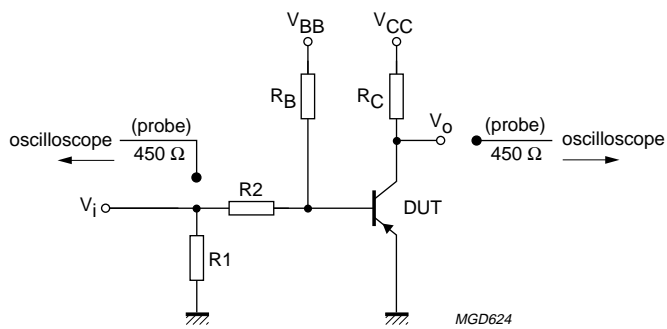 VBB
VCC
RB
RC
Vo
(probe)
450 Ω
oscilloscope
(probe)
450 Ω
oscilloscope
R2
Vi
DUT
R1
MGD624